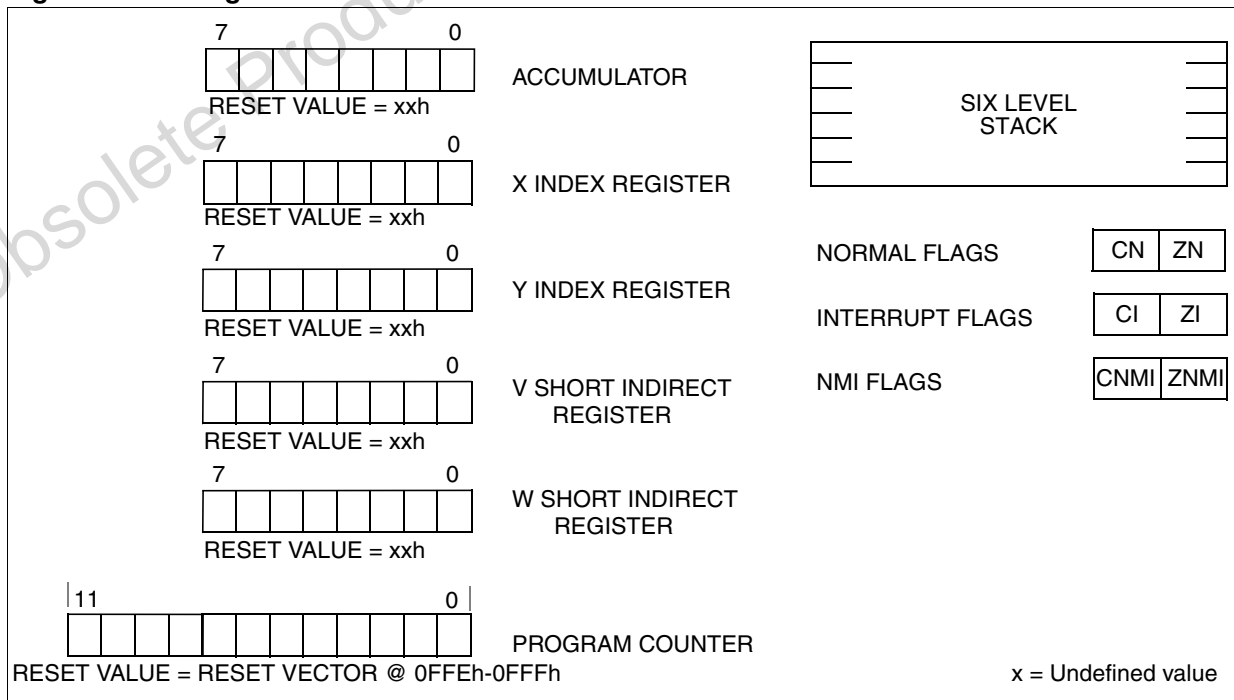 Obsolete Produ
7 0
ACCUMULATOR
RESET VALUE = xxh
7 0
X INDEX REGISTER
RESET VALUE = xxh
7 0
Y INDEX REGISTER
RESET VALUE = xxh
7 0
V SHORT INDIRECT
REGISTER
RESET VALUE = xxh
7 0
W SHORT INDIRECT
REGISTER
RESET VALUE = xxh
11 0
PROGRAM COUNTER
RESET VALUE = RESET VECTOR @ 0FFEh-0FFFh
SIX LEVEL
STACK
NORMAL FLAGS CN ZN
INTERRUPT FLAGS CI ZI
NMI FLAGS CNMI ZNMI
x = Undefined value